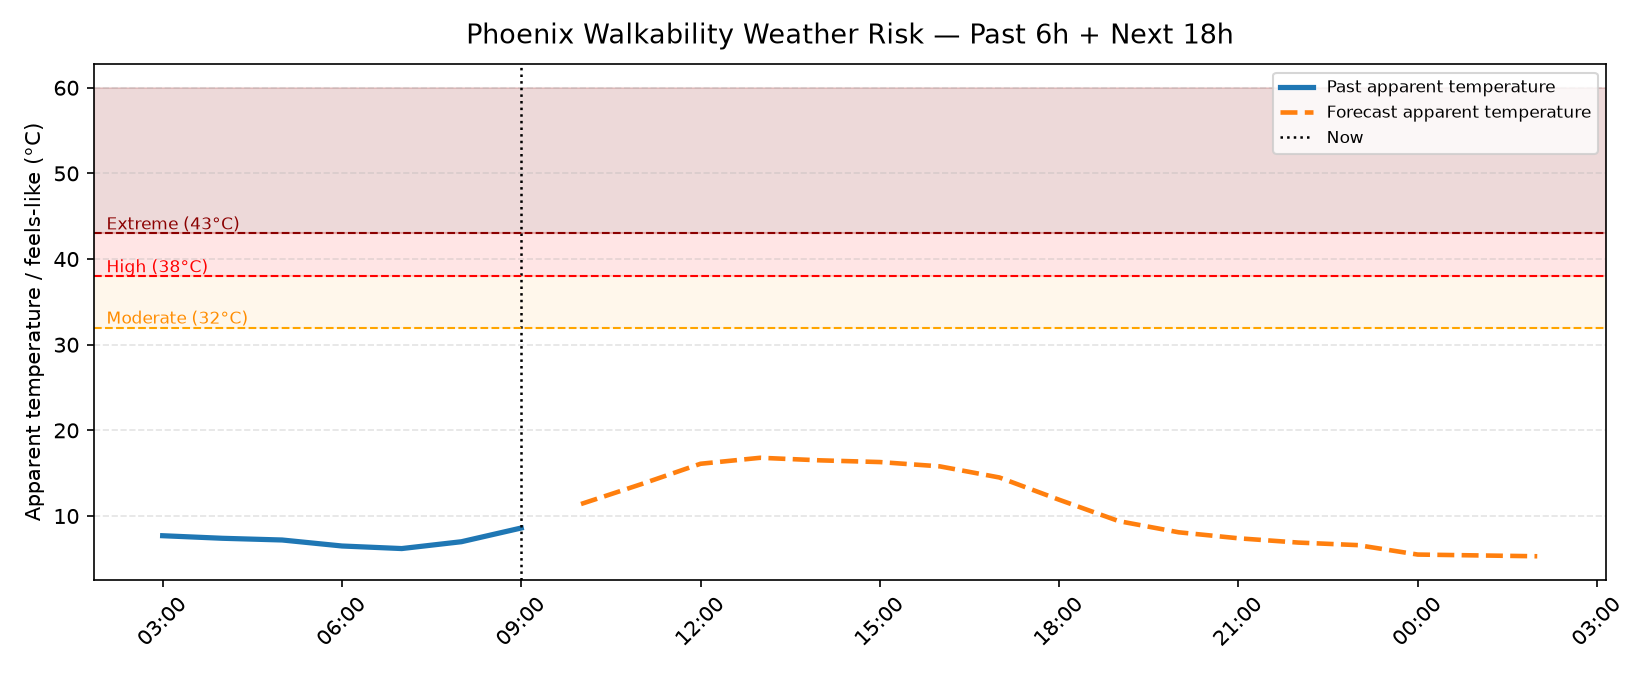 Phoenix Walkability Weather Risk — Past 6h + Next 18h
Apparent temperature / feels-like (°C)
60
50
40
30
20
10
Extreme (43°C)
High (38°C)
Moderate (32°C)
Past apparent temperature
Forecast apparent temperature
Now
03:00
06:00
09:00
12:00
15:00
18:00
21:00
00:00
03:00